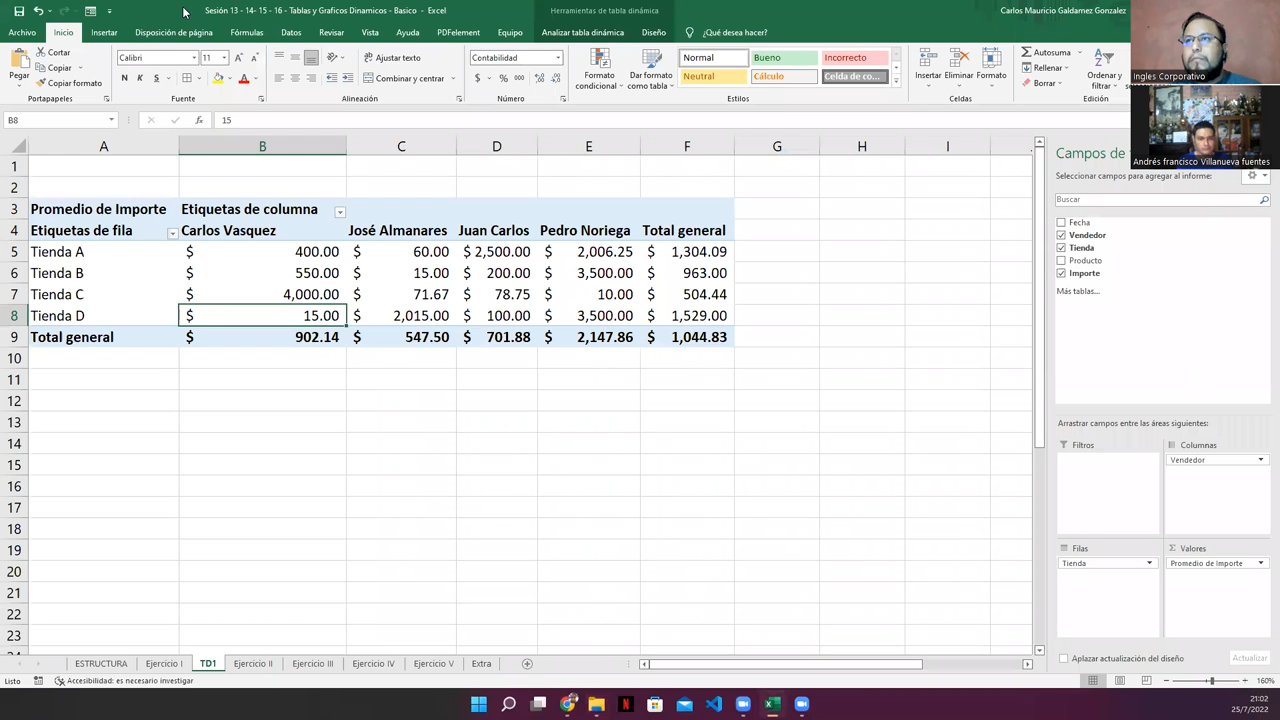 Sesión 13 - 14- 15 - 16 - Tablas y Graficos Dinamicos - Basico - Excel
Herramientas de tabla dinámica
Carlos Mauricio Galdamez Gonzalez
Archivo Inicio Insertar Disposición de página Fórmulas Datos Revisar Vista Ayuda PDFelement Equipo Analizar tabla dinámica Diseño ¿Qué desea hacer?
Pegar
Cortar
Copiar
Copiar formato
Portapapeles
Calibri 11
N K S
Fuente
Ajustar texto
Combinar y centrar
Alineación
Contabilidad
$ % 000
Número
Formato condicional
Dar formato como tabla
Normal Bueno Incorrecto
Neutral Cálculo Celda de co...
Estilos
Insertar Eliminar Formato
Celdas
Autosuma
Rellenar
Borrar
Ordenar y filtrar
Edición
Ingles Corporativo
Andrés francisco Villanueva fuentes
B8 fx 15
A B C D E F G H I
1
2
3 Promedio de Importe Etiquetas de columna
4 Etiquetas de fila Carlos Vasquez José Almanares Juan Carlos Pedro Noriega Total general
5 Tienda A $ 400.00 $ 60.00 $ 2,500.00 $ 2,006.25 $ 1,304.09
6 Tienda B $ 550.00 $ 15.00 $ 200.00 $ 3,500.00 $ 963.00
7 Tienda C $ 4,000.00 $ 71.67 $ 78.75 $ 10.00 $ 504.44
8 Tienda D $ 15.00 $ 2,015.00 $ 100.00 $ 3,500.00 $ 1,529.00
9 Total general $ 902.14 $ 547.50 $ 701.88 $ 2,147.86 $ 1,044.83
10
11
12
13
14
15
16
17
18
19
20
21
22
23
Campos de
Seleccionar campos para agregar al informe:
Buscar
Fecha
Vendedor
Tienda
Producto
Importe
Más tablas...
Arrastrar campos entre las áreas siguientes:
Filtros Columnas
Vendedor
Filas Valores
Tienda Promedio de Importe
Aplazar actualización del diseño Actualizar
ESTRUCTURA Ejercicio I TD1 Ejercicio II Ejercicio III Ejercicio IV Ejercicio V Extra
Listo Accesibilidad: es necesario investigar 160%
21:02
25/7/2022